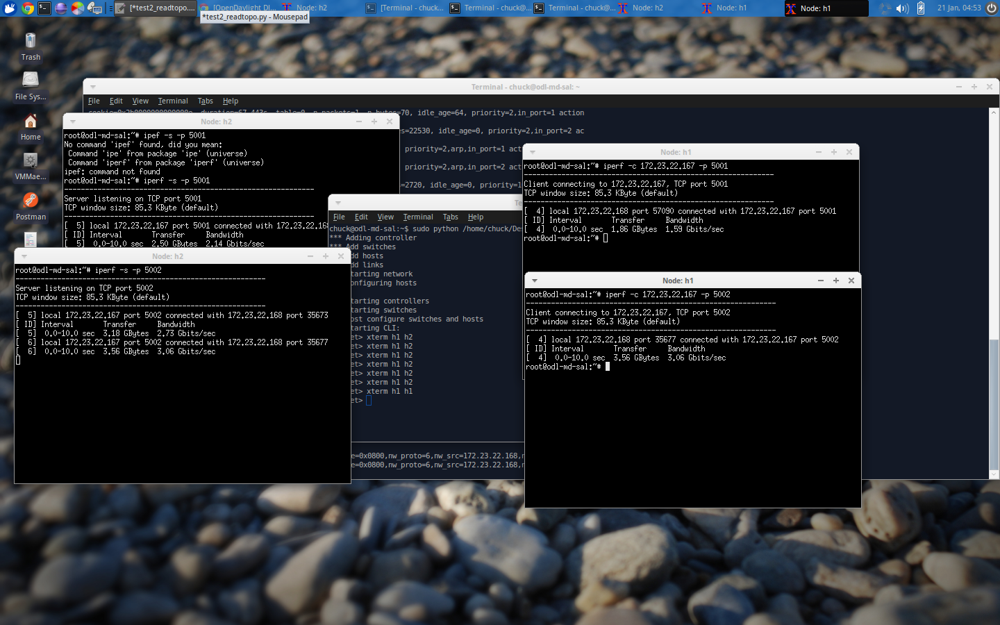 [*test2_readtopo....
[OpenDaylight Dl...
Node: h2
[Terminal - chuck...
Terminal - chuck@...
Terminal - chuck@...
Node: h2
Node: h1
Node: h1
21 Jan, 04:53
*test2_readtopo.py - Mousepad
Trash
File Sys...
Home
VMMae...
Postman
Terminal - chuck@odl-md-sal: ~
File Edit View Terminal Tabs Help
cookie=0x2b0000000000000e, duration=67.443s, table=0, n_packets=1, n_bytes=70, idle_age=64, priority=2,in_port=1 action
s=22530, idle_age=0, priority=2,in_port=2 ac
priority=2,arp,in_port=1 act
priority=2,arp,in_port=2 act
=2720, idle_age=0, priority=1
e=0x0800,nw_proto=6,nw_src=172.23.22.168,n
e=0x0800,nw_proto=6,nw_src=172.23.22.168,n
Node: h2
root@odl-md-sal:~# ipef -s -p 5001
No command 'ipef' found, did you mean:
Command 'ipe' from package 'ipe' (universe)
Command 'iperf' from package 'iperf' (universe)
ipef: command not found
root@odl-md-sal:~# iperf -s -p 5001
------------------------------------------------------------
Server listening on TCP port 5001
TCP window size: 85.3 KByte (default)
------------------------------------------------------------
[  5] local 172.23.22.167 port 5001 connected with 172.23.22.168
[ ID] Interval       Transfer     Bandwidth
[  5]  0.0-10.0 sec  2.50 GBytes  2.14 Gbits/sec
Node: h2
root@odl-md-sal:~# iperf -s -p 5002
------------------------------------------------------------
Server listening on TCP port 5002
TCP window size: 85.3 KByte (default)
------------------------------------------------------------
[  5] local 172.23.22.167 port 5002 connected with 172.23.22.168 port 35673
[ ID] Interval       Transfer     Bandwidth
[  5]  0.0-10.0 sec  3.18 GBytes  2.73 Gbits/sec
[  6] local 172.23.22.167 port 5002 connected with 172.23.22.168 port 35677
[  6]  0.0-10.0 sec  3.56 GBytes  3.06 Gbits/sec
Te
File Edit View Terminal Tabs Help
chuck@odl-md-sal:~$ sudo python /home/chuck/Des
*** Adding controller
*** Add switches
dd hosts
dd links
tarting network
onfiguring hosts
tarting controllers
tarting switches
ost configure switches and hosts
tarting CLI:
et> xterm h1 h2
et> xterm h1 h2
et> xterm h1 h2
et> xterm h1 h2
et> xterm h1 h2
et> xterm h1 h2
et> xterm h1 h1
et>
Node: h1
root@odl-md-sal:~# iperf -c 172.23.22.167 -p 5001
------------------------------------------------------------
Client connecting to 172.23.22.167, TCP port 5001
TCP window size: 85.3 KByte (default)
------------------------------------------------------------
[  4] local 172.23.22.168 port 57090 connected with 172.23.22.167 port 5001
[ ID] Interval       Transfer     Bandwidth
[  4]  0.0-10.0 sec  1.86 GBytes  1.59 Gbits/sec
root@odl-md-sal:~#
Node: h1
root@odl-md-sal:~# iperf -c 172.23.22.167 -p 5002
------------------------------------------------------------
Client connecting to 172.23.22.167, TCP port 5002
TCP window size: 85.3 KByte (default)
------------------------------------------------------------
[  4] local 172.23.22.168 port 35677 connected with 172.23.22.167 port 5002
[ ID] Interval       Transfer     Bandwidth
[  4]  0.0-10.0 sec  3.56 GBytes  3.06 Gbits/sec
root@odl-md-sal:~#